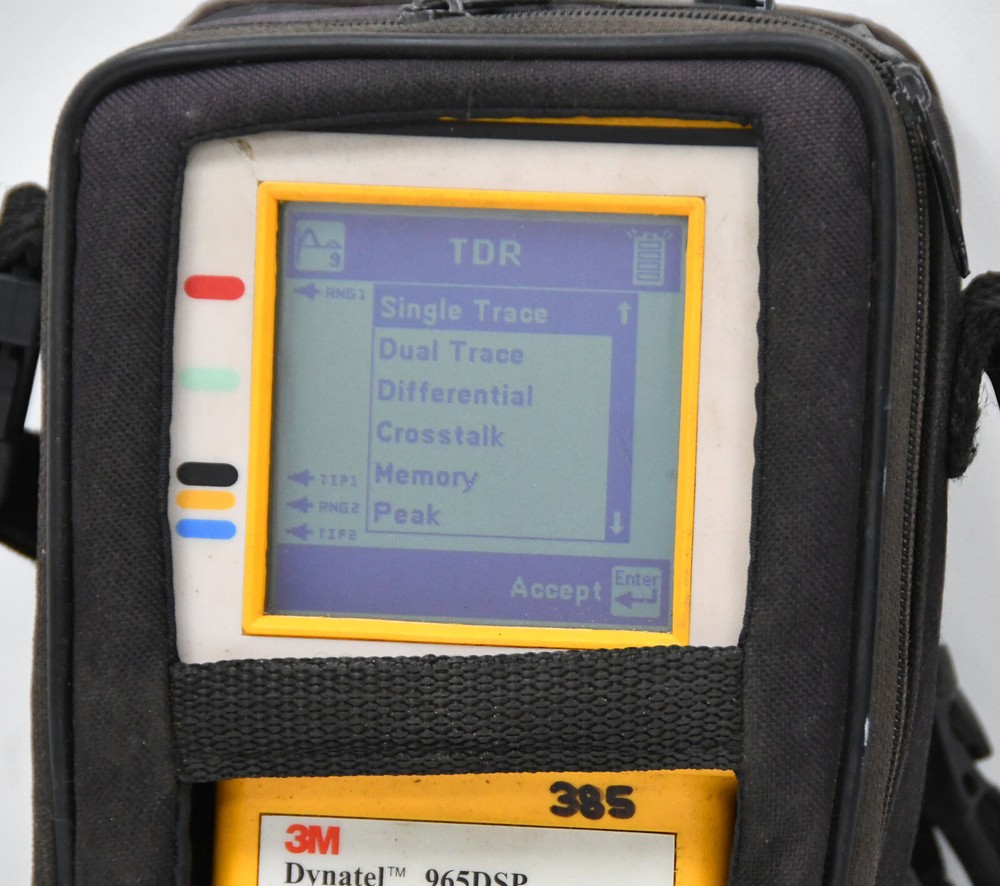 9
TDR
RNG1
Single Trace
Dual Trace
Differential
Crosstalk
Memory
TIP1
RNG2
Peak
TIP2
Accept Enter
385
3M
Dynatel™ 965DSP